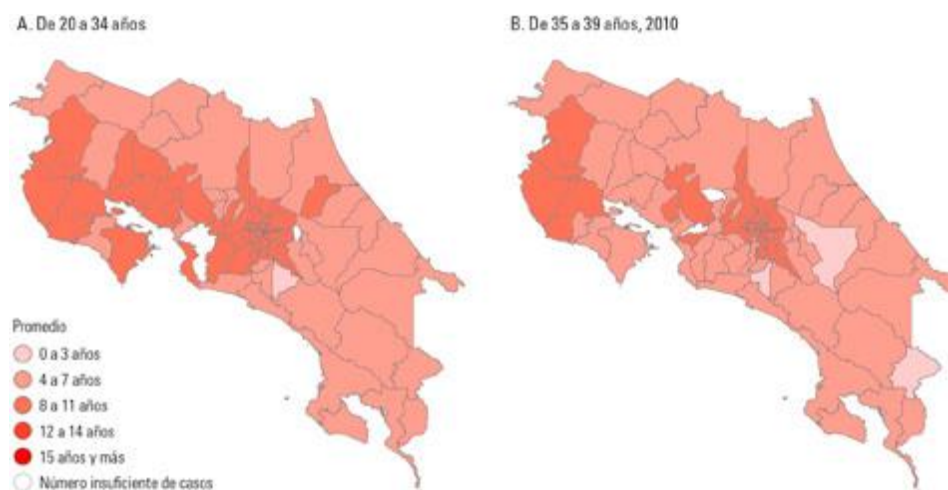 A. De 20 a 34 años
B. De 35 a 39 años, 2010
Promedio
0 a 3 años
4 a 7 años
8 a 11 años
12 a 14 años
15 años y más
Número insuficiente de casos